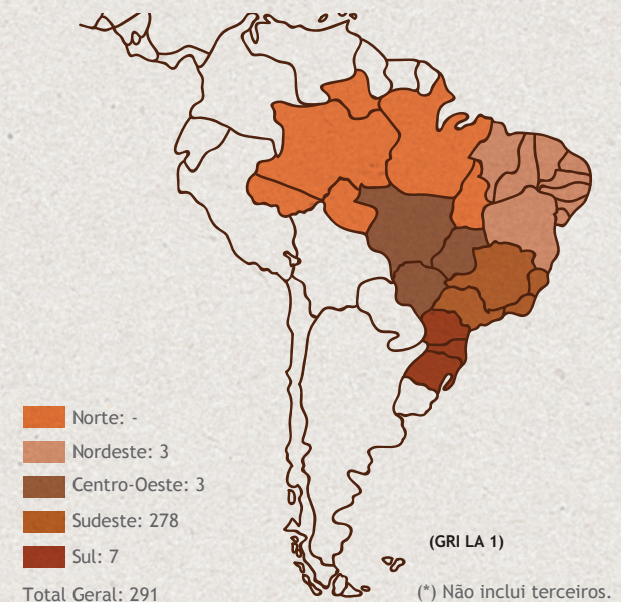 Norte: -
Nordeste: 3
Centro-Oeste: 3
Sudeste: 278
Sul: 7
Total Geral: 291
(GRI LA 1)
(*) Não inclui terceiros.